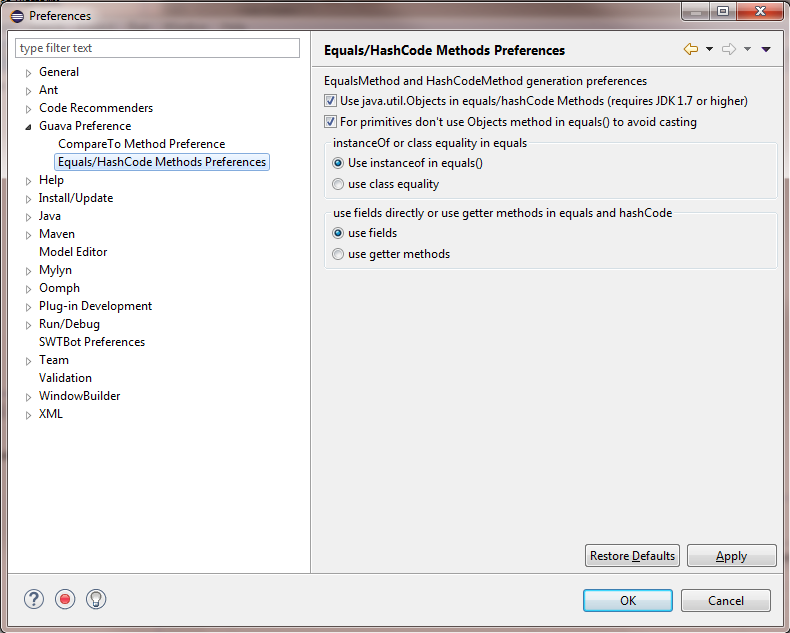 Preferences
type filter text
General
Ant
Code Recommenders
Guava Preference
CompareTo Method Preference
Equals/HashCode Methods Preferences
Help
Install/Update
Java
Maven
Model Editor
Mylyn
Oomph
Plug-in Development
Run/Debug
SWTBot Preferences
Team
Validation
WindowBuilder
XML
Equals/HashCode Methods Preferences
EqualsMethod and HashCodeMethod generation preferences
Use java.util.Objects in equals/hashCode Methods (requires JDK 1.7 or higher)
For primitives don't use Objects method in equals() to avoid casting
instanceOf or class equality in equals
Use instanceof in equals()
use class equality
use fields directly or use getter methods in equals and hashCode
use fields
use getter methods
Restore Defaults
Apply
?
OK
Cancel